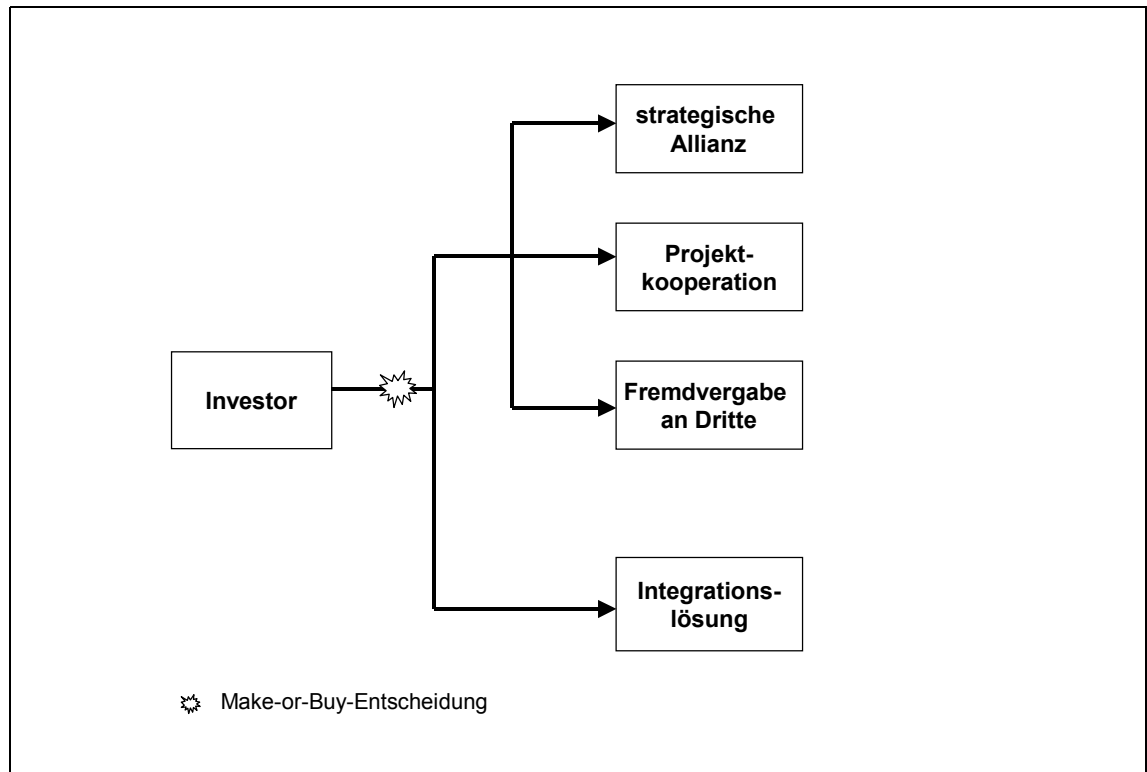 strategische
Allianz
Projekt-
kooperation
Investor
Fremdvergabe
an Dritte
Integrations-
lösung
Make-or-Buy-Entscheidung